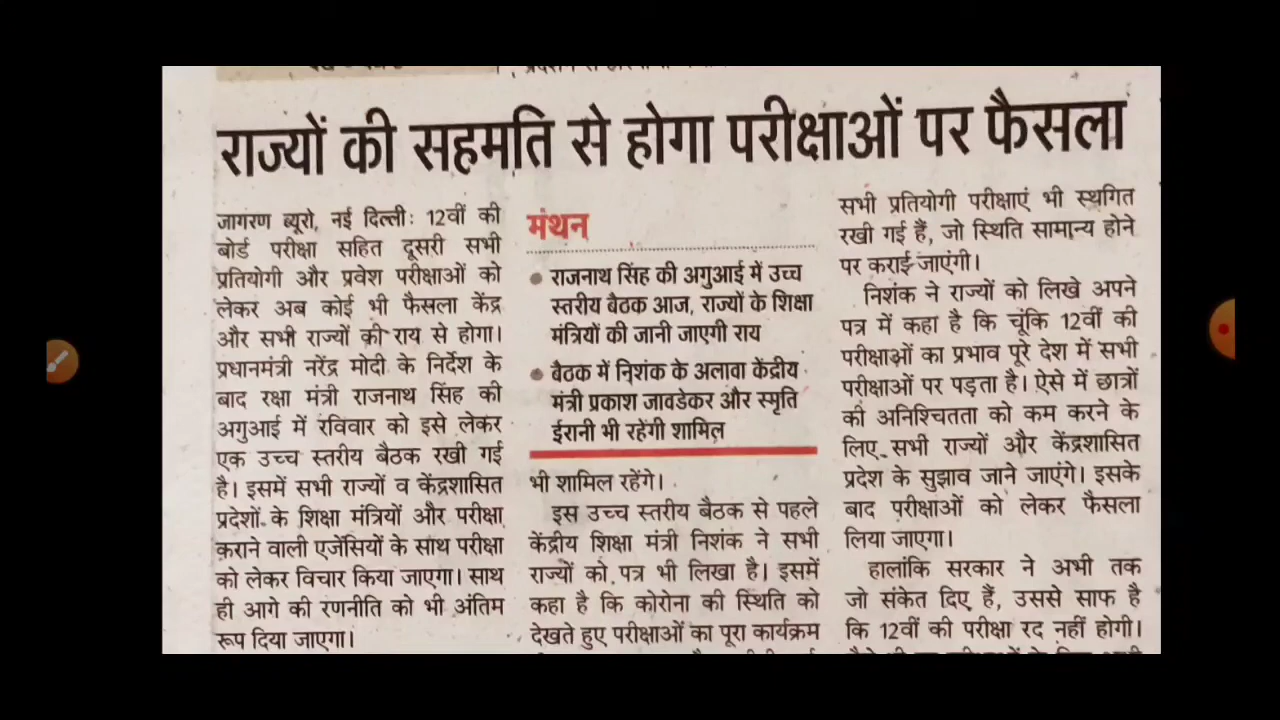 राज्यों की सहमति से होगा परीक्षाओं पर फैसला
जागरण ब्यूरो, नई दिल्ली: 12वीं की
बोर्ड परीक्षा सहित दूसरी सभी
प्रतियोगी और प्रवेश परीक्षाओं को
लेकर अब कोई भी फैसला केंद्र
और सभी राज्यों की राय से होगा।
प्रधानमंत्री नरेंद्र मोदी के निर्देश के
बाद रक्षा मंत्री राजनाथ सिंह की
अगुआई में रविवार को इसे लेकर
एक उच्च स्तरीय बैठक रखी गई
है। इसमें सभी राज्यों व केंद्रशासित
प्रदेशों के शिक्षा मंत्रियों और परीक्षा
कराने वाली एजेंसियों के साथ परीक्षा
को लेकर विचार किया जाएगा। साथ
ही आगे की रणनीति को भी अंतिम
रूप दिया जाएगा।
मंथन
● राजनाथ सिंह की अगुआई में उच्च
स्तरीय बैठक आज, राज्यों के शिक्षा
मंत्रियों की जानी जाएगी राय
● बैठक में निशंक के अलावा केंद्रीय
मंत्री प्रकाश जावडेकर और स्मृति
ईरानी भी रहेंगी शामिल
भी शामिल रहेंगे।
इस उच्च स्तरीय बैठक से पहले
केंद्रीय शिक्षा मंत्री निशंक ने सभी
राज्यों को पत्र भी लिखा है। इसमें
कहा है कि कोरोना की स्थिति को
देखते हुए परीक्षाओं का पूरा कार्यक्रम
सभी प्रतियोगी परीक्षाएं भी स्थगित
रखी गई हैं, जो स्थिति सामान्य होने
पर कराई जाएंगी।
निशंक ने राज्यों को लिखे अपने
पत्र में कहा है कि चूंकि 12वीं की
परीक्षाओं का प्रभाव पूरे देश में सभी
परीक्षाओं पर पड़ता है। ऐसे में छात्रों
की अनिश्चितता को कम करने के
लिए सभी राज्यों और केंद्रशासित
प्रदेश के सुझाव जाने जाएंगे। इसके
बाद परीक्षाओं को लेकर फैसला
लिया जाएगा।
हालांकि सरकार ने अभी तक
जो संकेत दिए हैं, उससे साफ है
कि 12वीं की परीक्षा रद नहीं होगी।